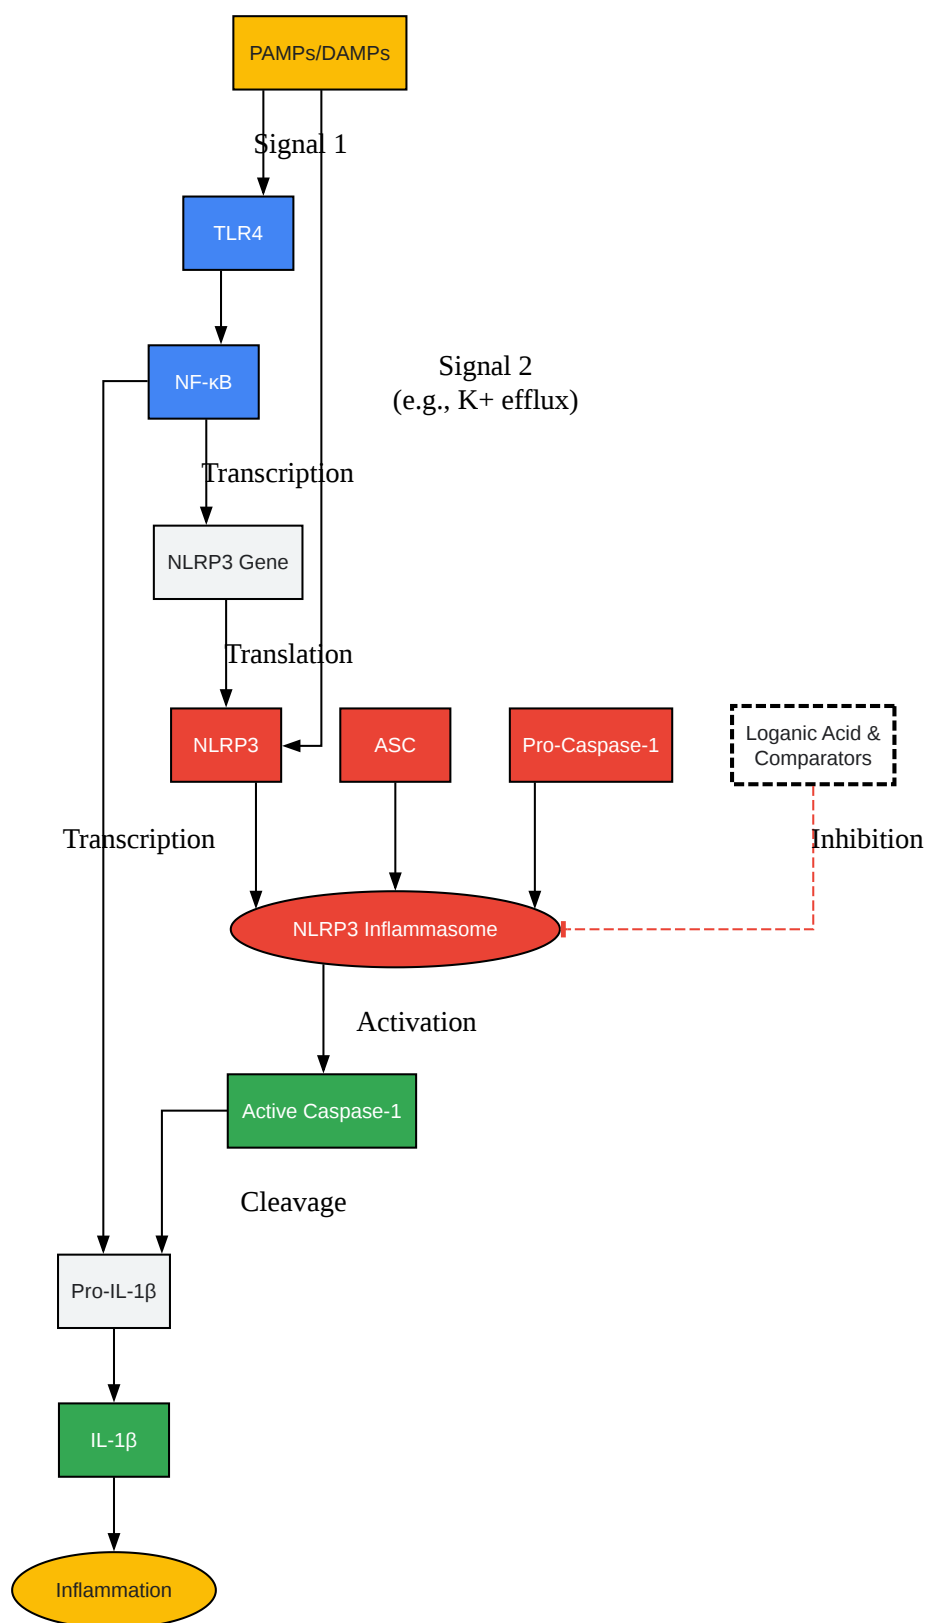 PAMPs/DAMPs
Signal 1
TLR4
Signal 2
(e.g., K+ efflux)
NF-κB
Transcription
NLRP3 Gene
Translation
NLRP3
ASC
Pro-Caspase-1
Loganic Acid &
Comparators
Transcription
Inhibition
NLRP3 Inflammasome
Activation
Active Caspase-1
Cleavage
Pro-IL-1β
IL-1β
Inflammation